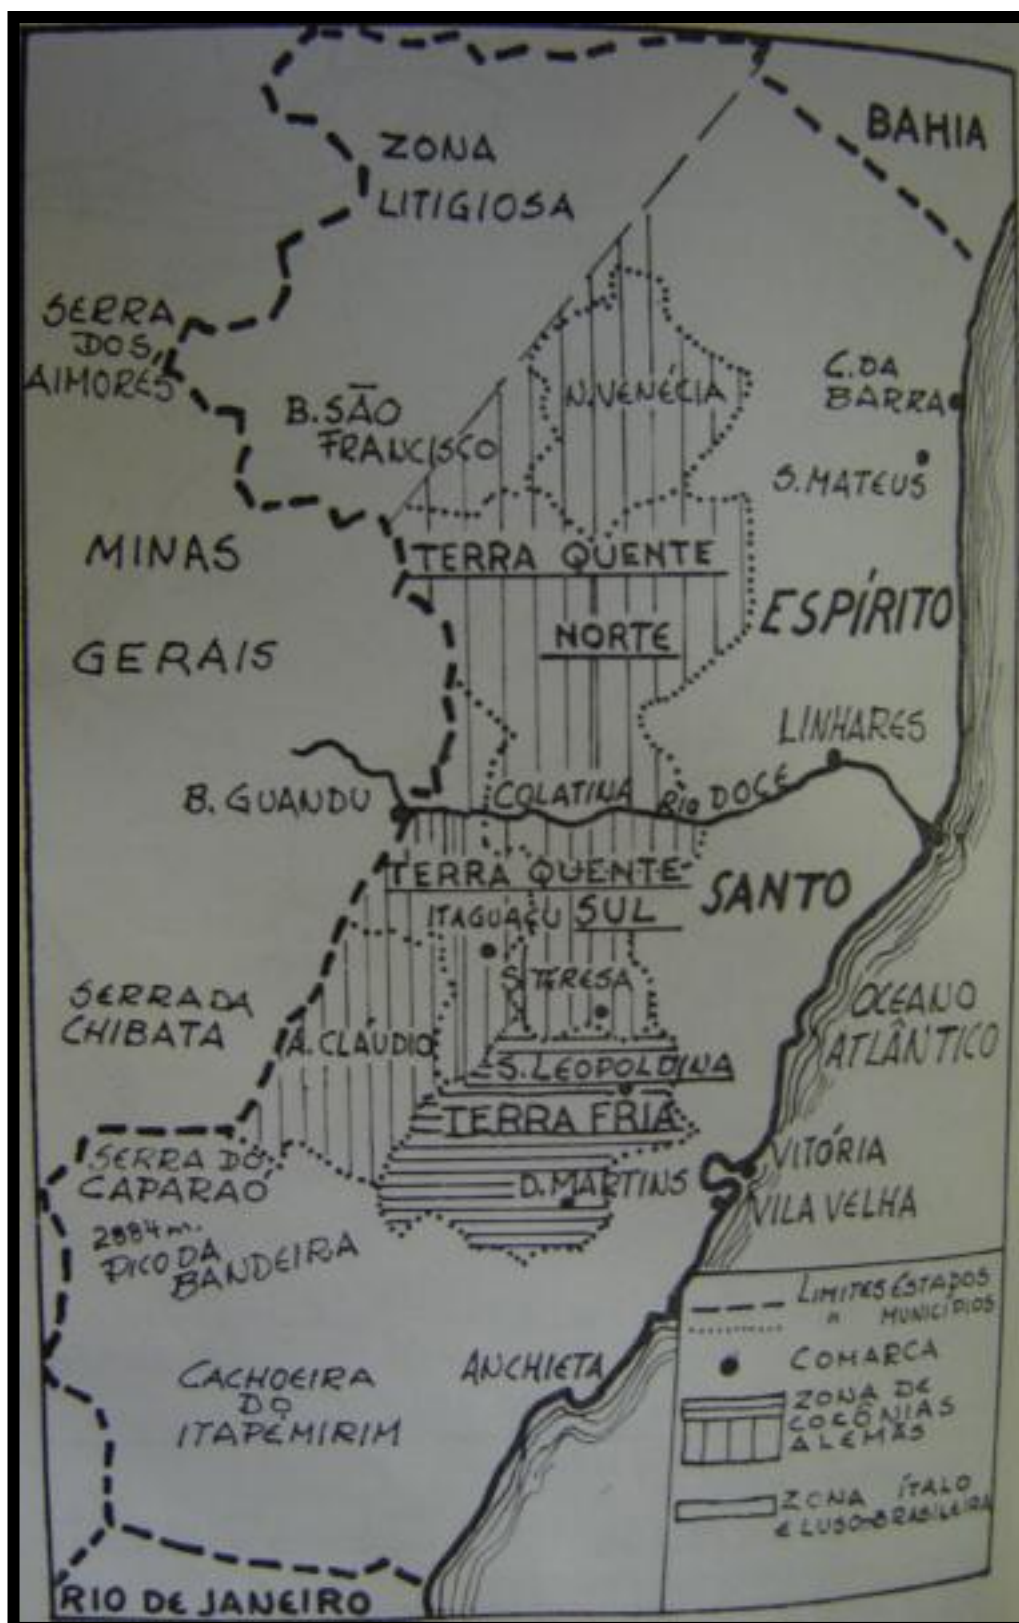 BAHIA
ZONA
LITIGIOSA
SERRA
DOS
AIMORÉS
B. SÃO
FRANCISCO
N. VENÉCIA
C. DA
BARRA
S. MATEUS
MINAS
GERAIS
TERRA QUENTE
NORTE
ESPÍRITO
LINHARES
B. GUANDU
COLATINA
RIO DOCE
TERRA QUENTE
SUL
SANTO
ITAGUAÇU
S. TERESA
SERRA DA
CHIBATA
A. CLÁUDIO
OCEANO
ATLÂNTICO
S. LEOPOLDINA
TERRA FRIA
SERRA DO
CAPARAÓ
2884 m.
PICO DA
BANDEIRA
D. MARTINS
VITÓRIA
VILA VELHA
ANCHIETA
CACHOEIRA
DO
ITAPEMIRIM
RIO DE JANEIRO
LIMITES ESTADOS
" MUNICÍPIOS
COMARCA
ZONA DE
COLÔNIAS
ALEMÃS
ZONA ÍTALO
E LUSO-BRASILEIRA